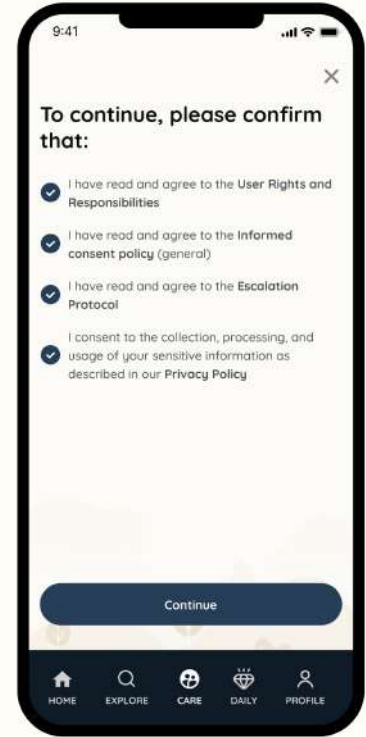 9:41
To continue, please confirm
that:
I have read and agree to the User Rights and
Responsibilities
I have read and agree to the Informed
consent policy (general)
I have read and agree to the Escalation
Protocol
I consent to the collection, processing, and
usage of your sensitive information as
described in our Privacy Policy
Continue
HOME EXPLORE CARE DAILY PROFILE